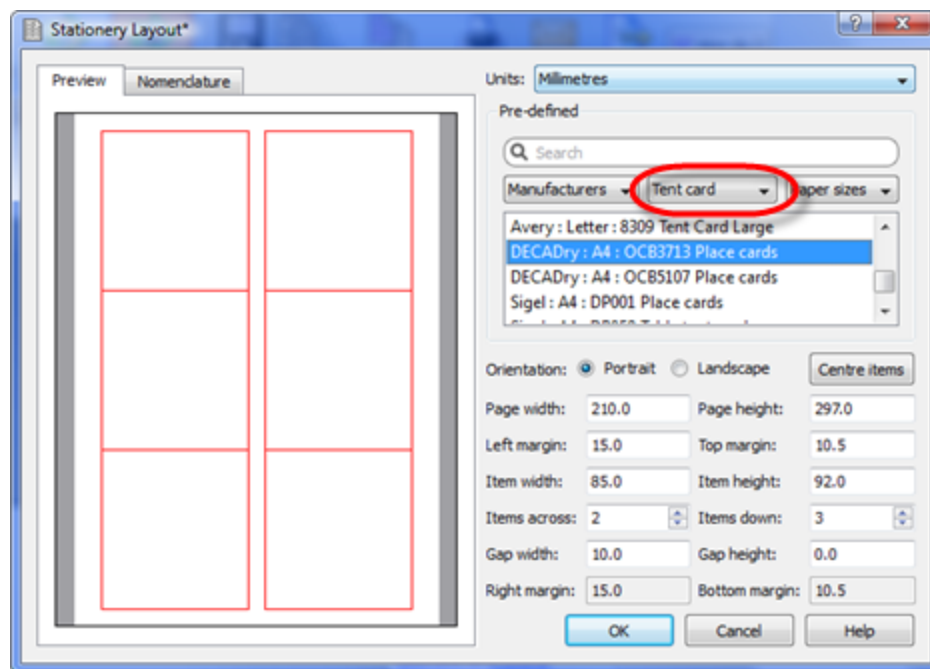 Stationery Layout*
Preview Nomenclature
Units: Millimetres
Pre-defined
Search
Manufacturers Tent card aper sizes
Avery : Letter : 8309 Tent Card Large
DECADry : A4 : OCB3713 Place cards
DECADry : A4 : OCB5107 Place cards
Sigel : A4 : DP001 Place cards
Orientation: Portrait Landscape Centre items
Page width: 210.0 Page height: 297.0
Left margin: 15.0 Top margin: 10.5
Item width: 85.0 Item height: 92.0
Items across: 2 Items down: 3
Gap width: 10.0 Gap height: 0.0
Right margin: 15.0 Bottom margin: 10.5
OK Cancel Help